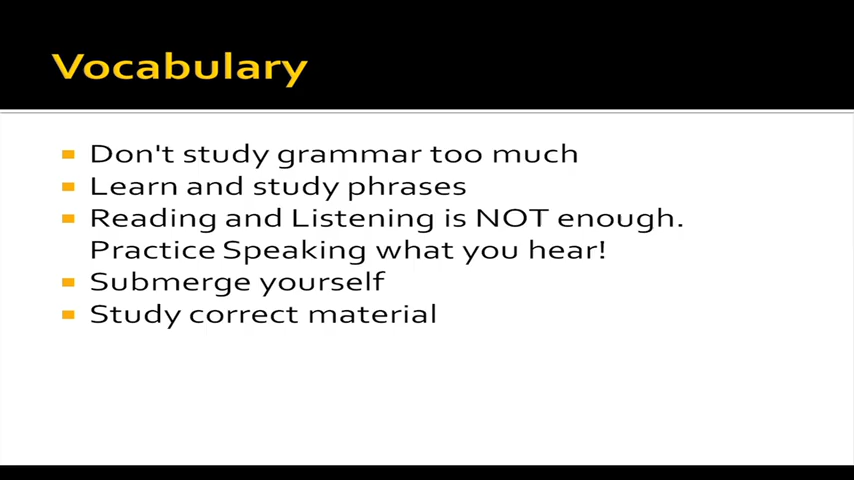 Vocabulary
Don't study grammar too much
Learn and study phrases
Reading and Listening is NOT enough.
Practice Speaking what you hear!
Submerge yourself
Study correct material